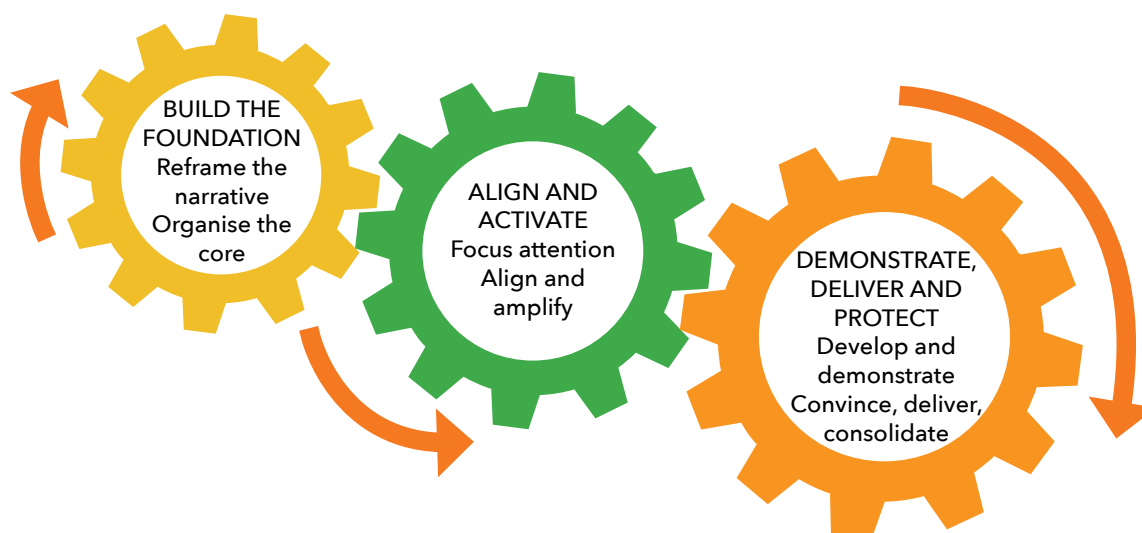 BUILD THE
FOUNDATION
Reframe the
narrative
Organise the
core
ALIGN AND
ACTIVATE
Focus attention
Align and
amplify
DEMONSTRATE,
DELIVER AND
PROTECT
Develop and
demonstrate
Convince, deliver,
consolidate